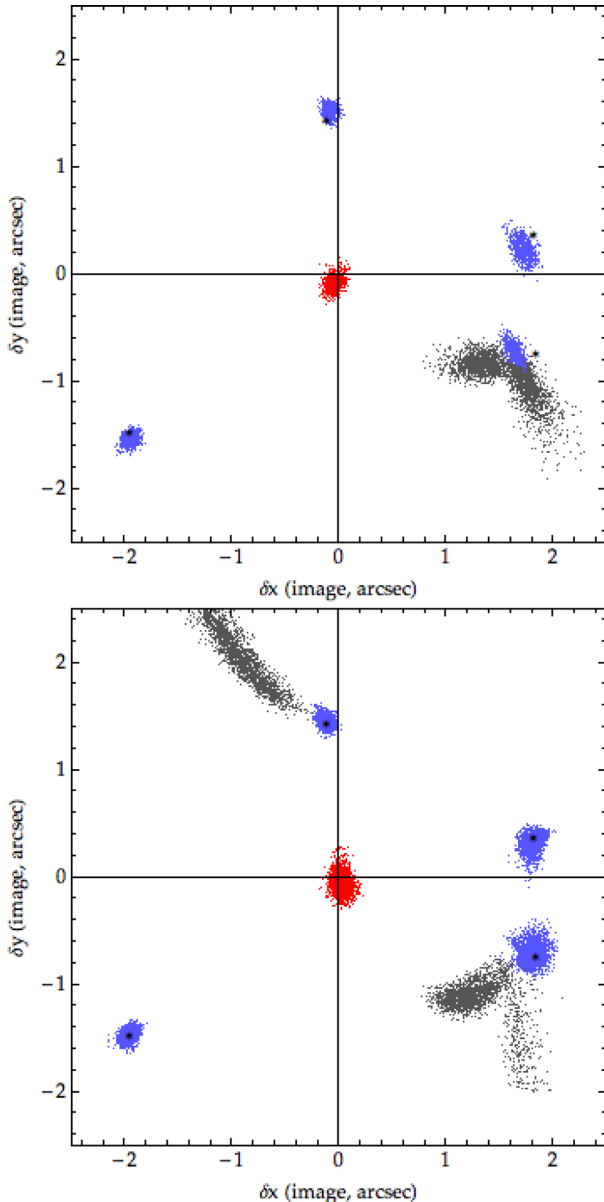 2
1
0
−1
−2
δy (image, arcsec)
−2 −1 0 1 2
δx (image, arcsec)
2
1
0
−1
−2
δy (image, arcsec)
−2 −1 0 1 2
δx (image, arcsec)